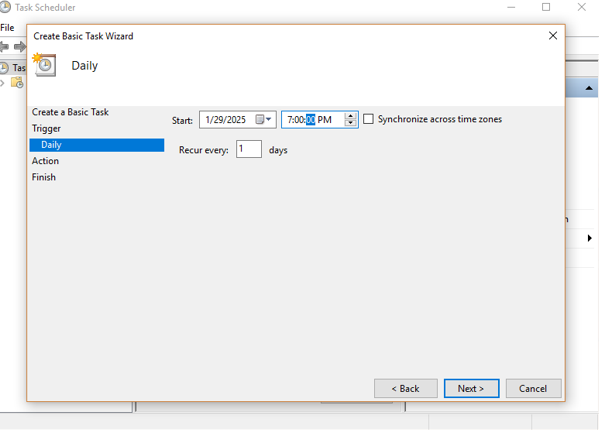 Task Scheduler
File
Create Basic Task Wizard
Daily
Create a Basic Task
Trigger
Daily
Action
Finish
Start: 1/29/2025 7:00:00 PM Synchronize across time zones
Recur every: 1 days
< Back Next > Cancel